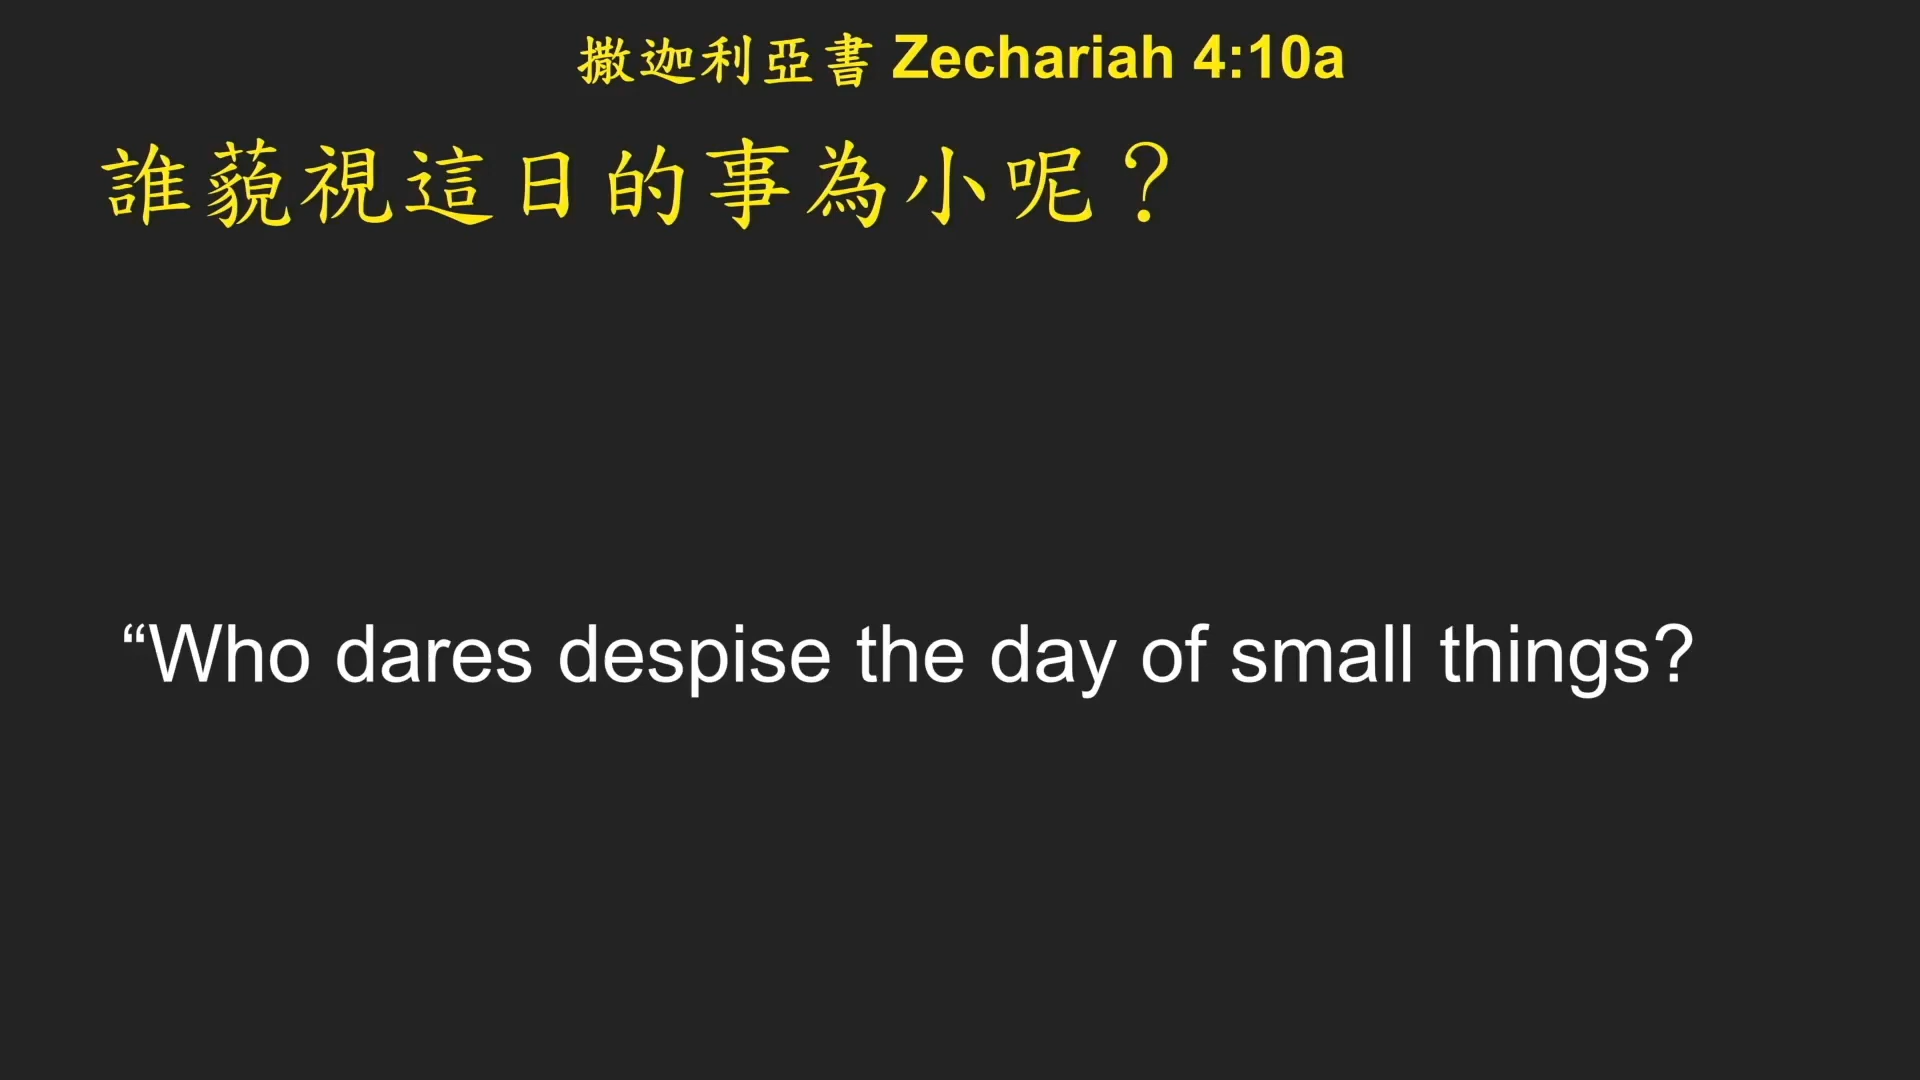 撒迦利亞書 Zechariah 4:10a
誰藐視這日的事為小呢？
“Who dares despise the day of small things?